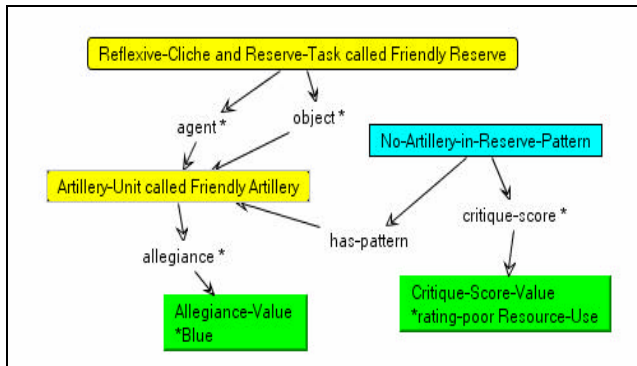 Reflexive-Cliche and Reserve-Task called Friendly Reserve
agent *
object *
No-Artillery-in-Reserve-Pattern
Artillery-Unit called Friendly Artillery
critique-score *
has-pattern
allegiance *
Allegiance-Value
*Blue
Critique-Score-Value
*rating-poor Resource-Use